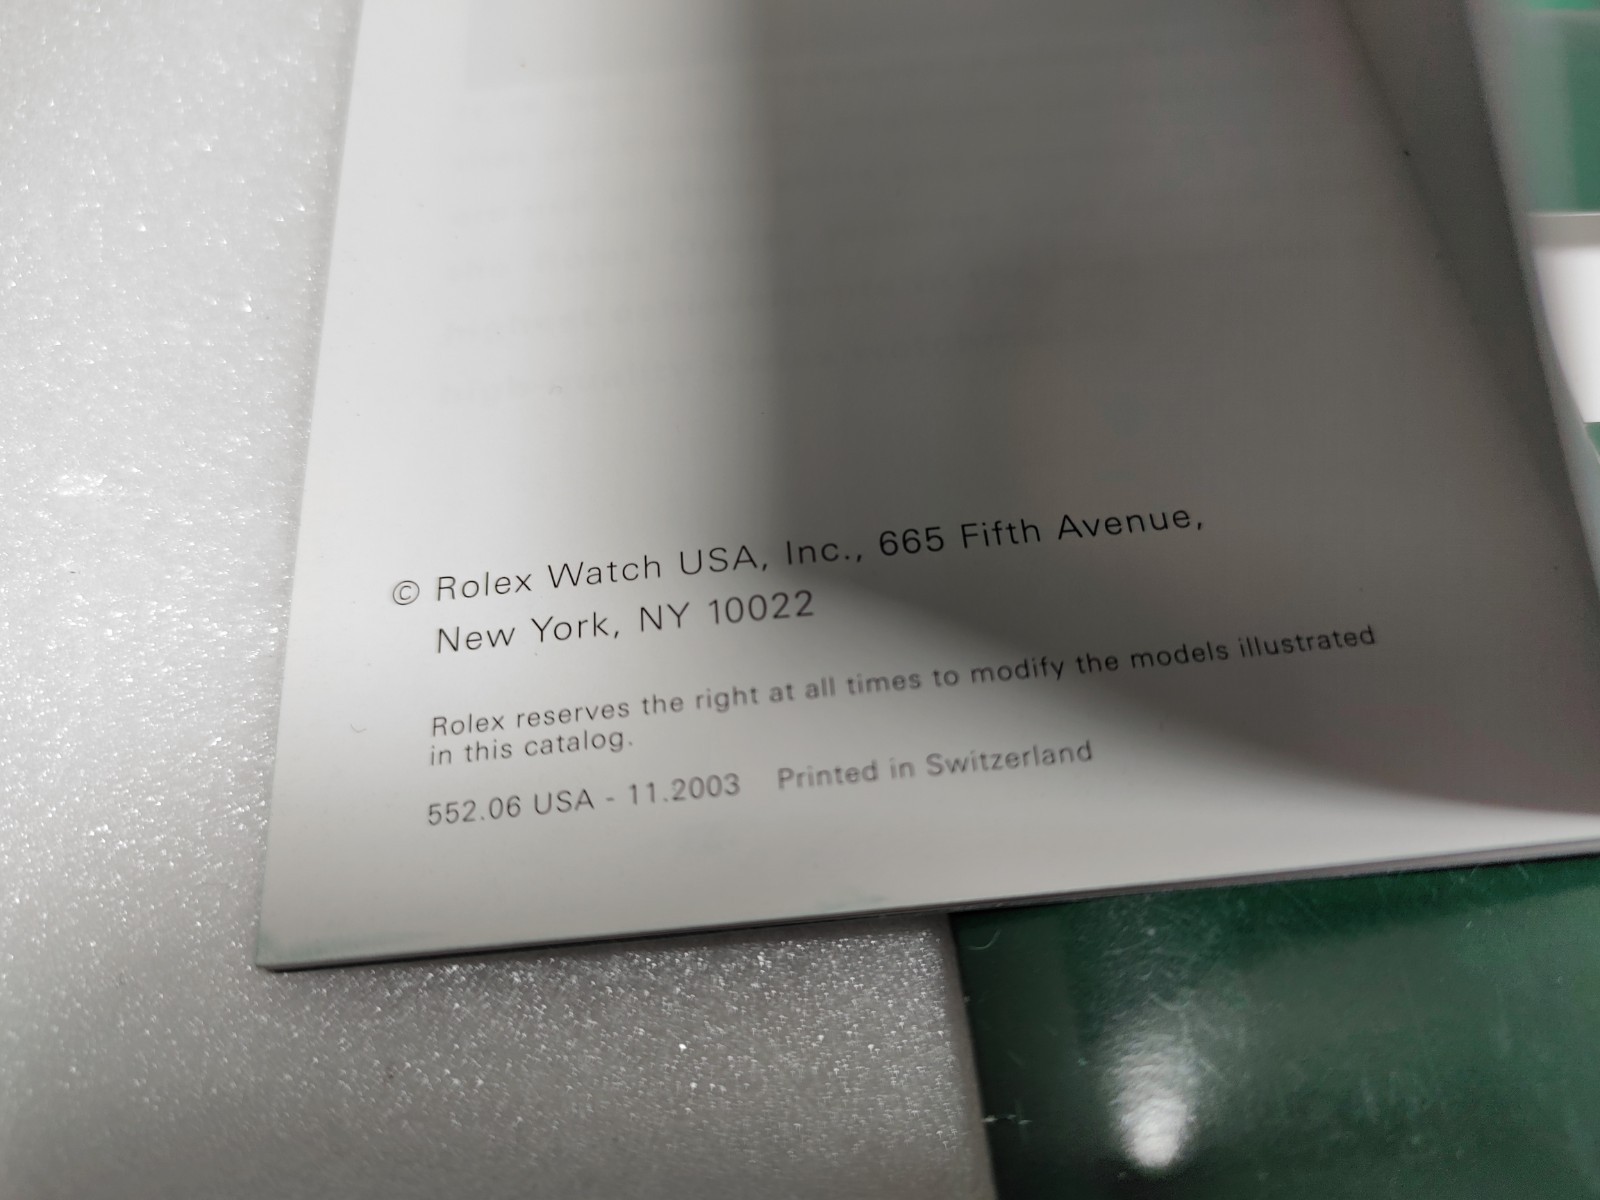 © Rolex Watch USA, Inc., 665 Fifth Avenue,
New York, NY 10022
Rolex reserves the right at all times to modify the models illustrated
in this catalog.
552.06 USA - 11.2003 Printed in Switzerland